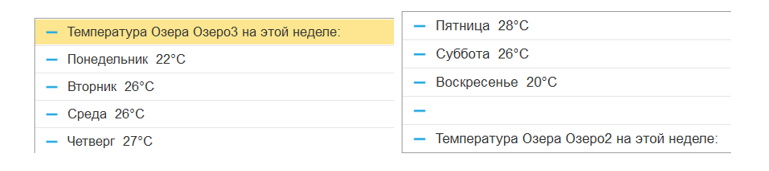 Температура Озера Озеро3 на этой неделе:
Понедельник 22°C
Вторник 26°C
Среда 26°C
Четверг 27°C
Пятница 28°C
Суббота 26°C
Воскресенье 20°C
Температура Озера Озеро2 на этой неделе: